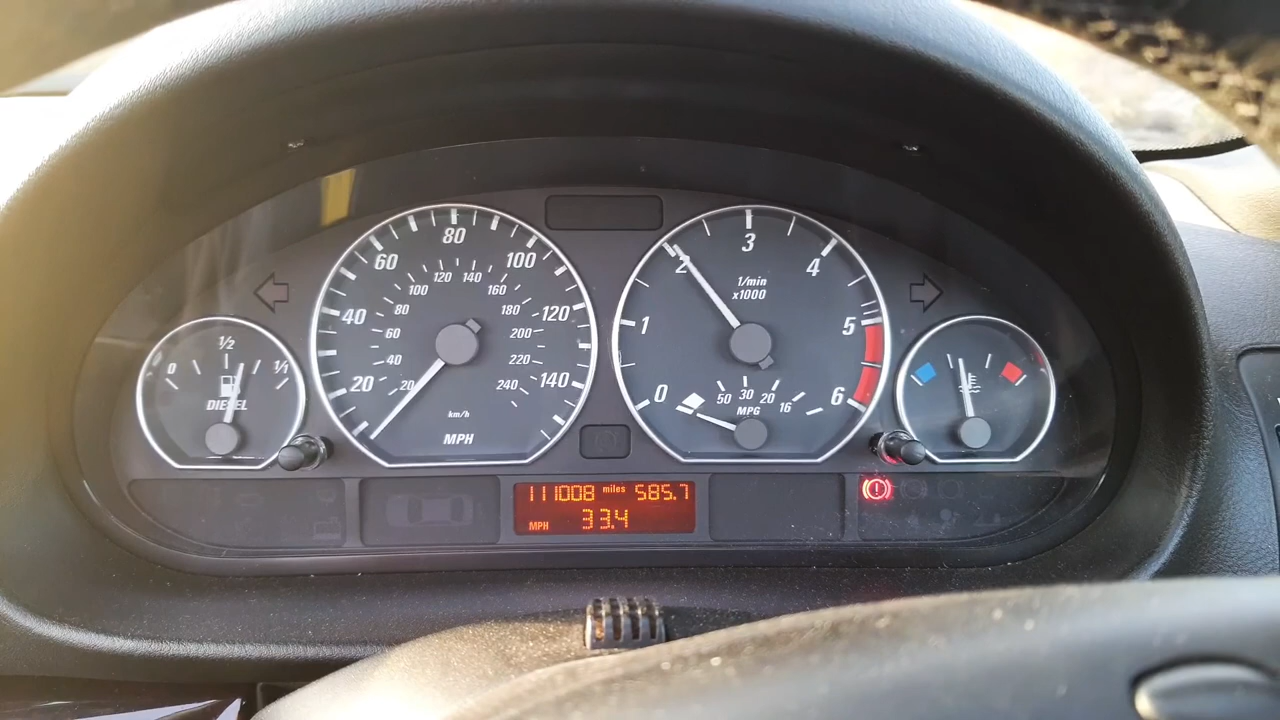 0 1/2 1/1
DIESEL
20 40 60 80 100 120 140
20 40 60 80 100 120 140 160 180 200 220 240
km/h
MPH
0 1 2 3 4 5 6
1/min
x1000
50 30 20 16
MPG
111008 miles 585.7
MPH 33.4